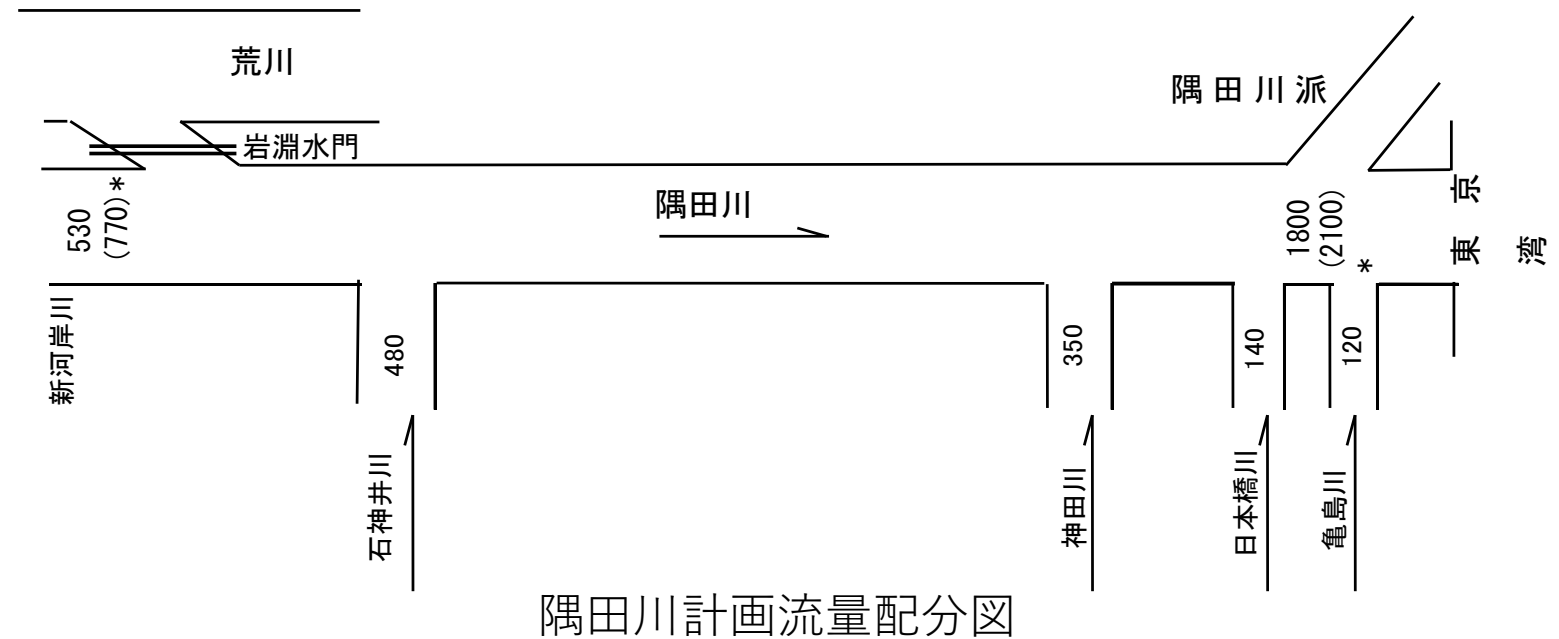 荒川
隅田川派
岩淵水門
隅田川
530
(770)*
1800
(2100)
*
東京
湾
新河岸川
480
350
140
120
石神井川
神田川
日本橋川
亀島川
隅田川計画流量配分図